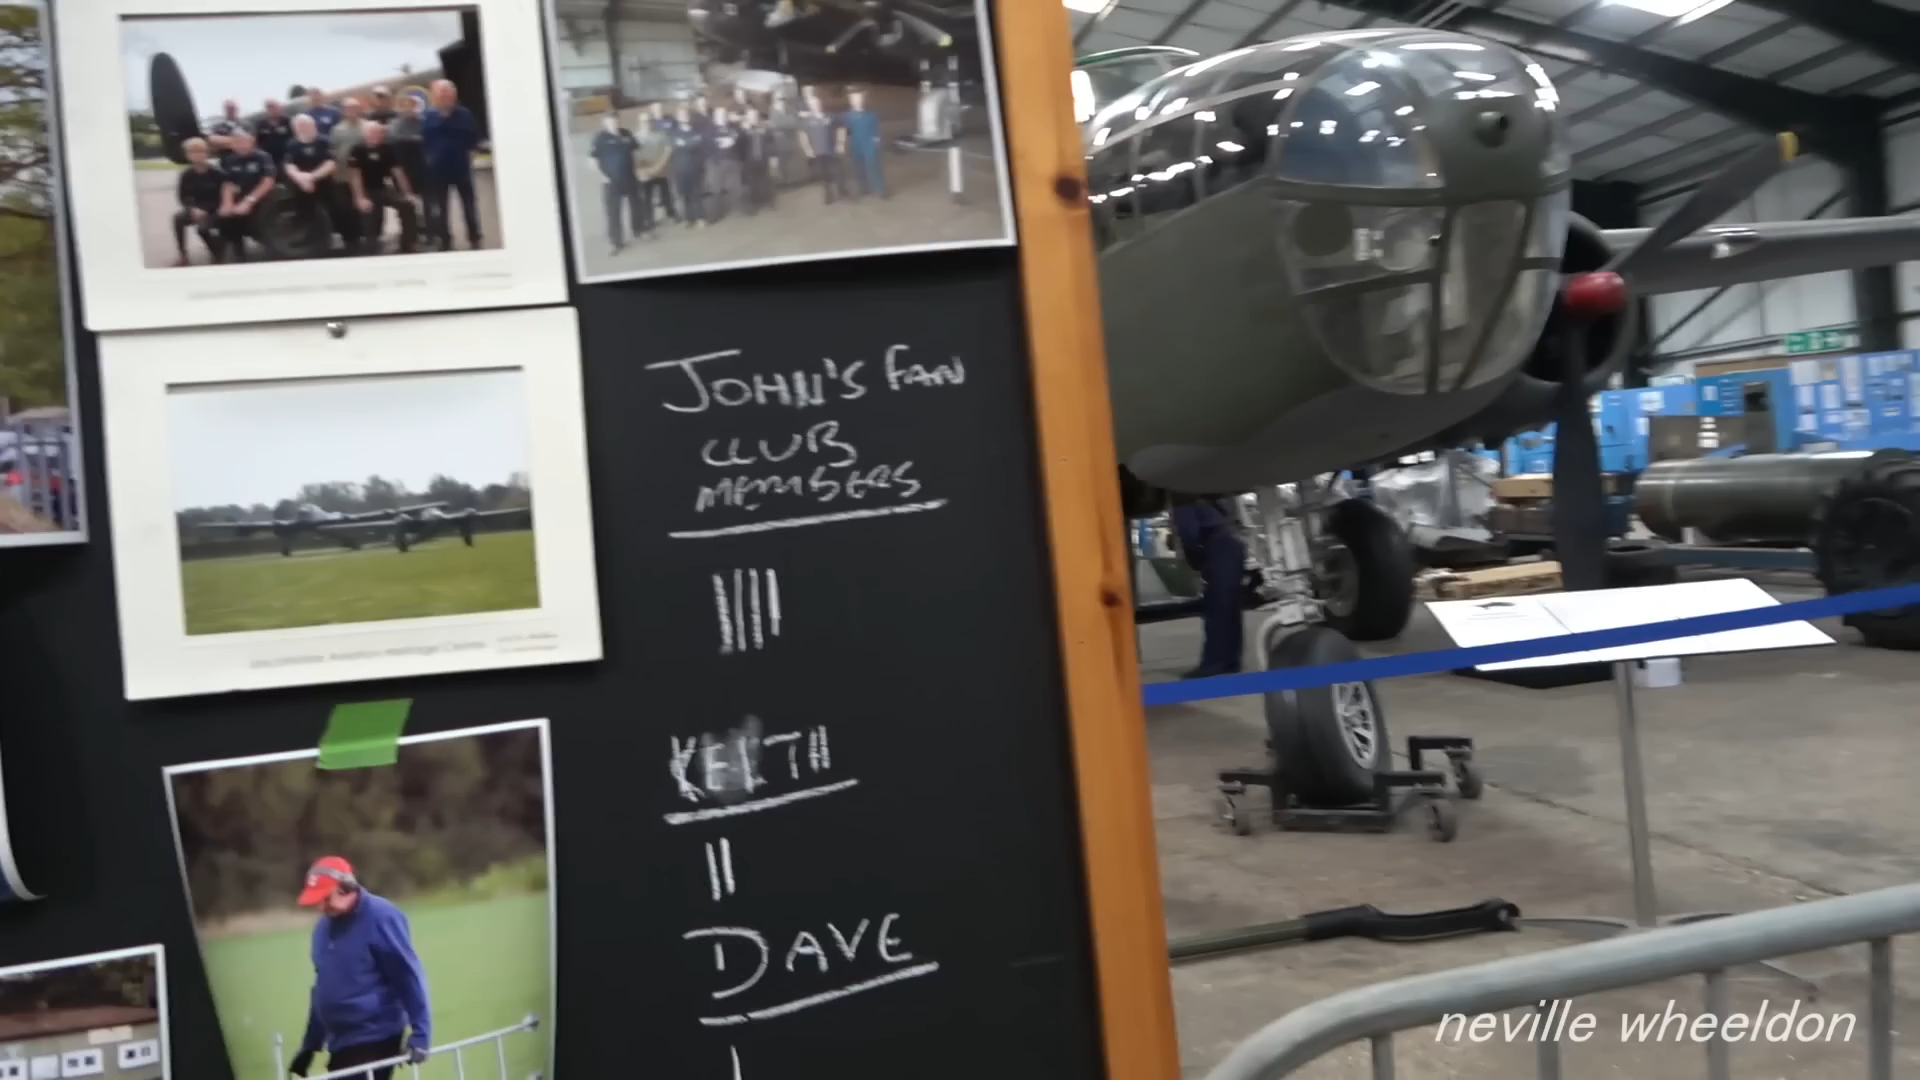 JOHN'S FAN
CLUB
MEMBERS
KEITH
DAVE
neville wheeldon